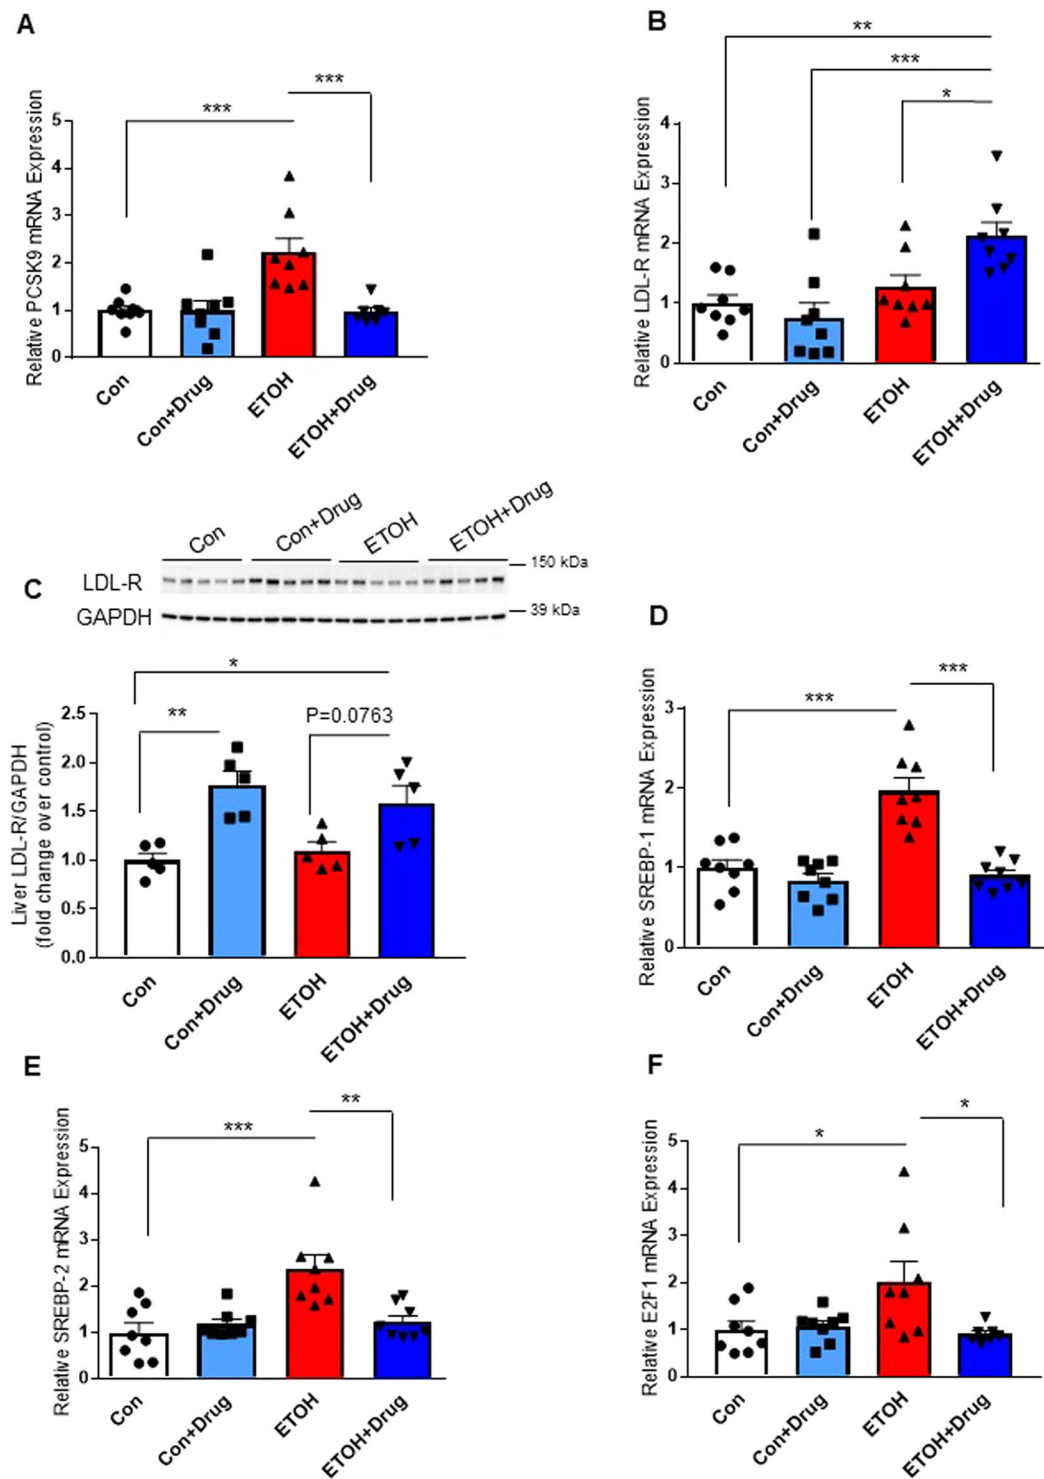 A
***
***
Relative PCSK9 mRNA Expression
5
4
3
2
1
0
Con
Con+Drug
ETOH
ETOH+Drug
B
**
***
*
Relative LDL-R mRNA Expression
4
3
2
1
0
Con
Con+Drug
ETOH
ETOH+Drug
C
Con
Con+Drug
ETOH
ETOH+Drug
150 kDa
LDL-R
GAPDH
39 kDa
*
**
P=0.0763
Liver LDL-R/GAPDH
(fold change over control)
2.5
2.0
1.5
1.0
0.5
0.0
Con
Con+Drug
ETOH
ETOH+Drug
D
***
***
Relative SREBP-1 mRNA Expression
3
2
1
0
Con
Con+Drug
ETOH
ETOH+Drug
E
**
***
Relative SREBP-2 mRNA Expression
5
4
3
2
1
0
Con
Con+Drug
ETOH
ETOH+Drug
F
*
*
Relative E2F1 mRNA Expression
5
4
3
2
1
0
Con
Con+Drug
ETOH
ETOH+Drug